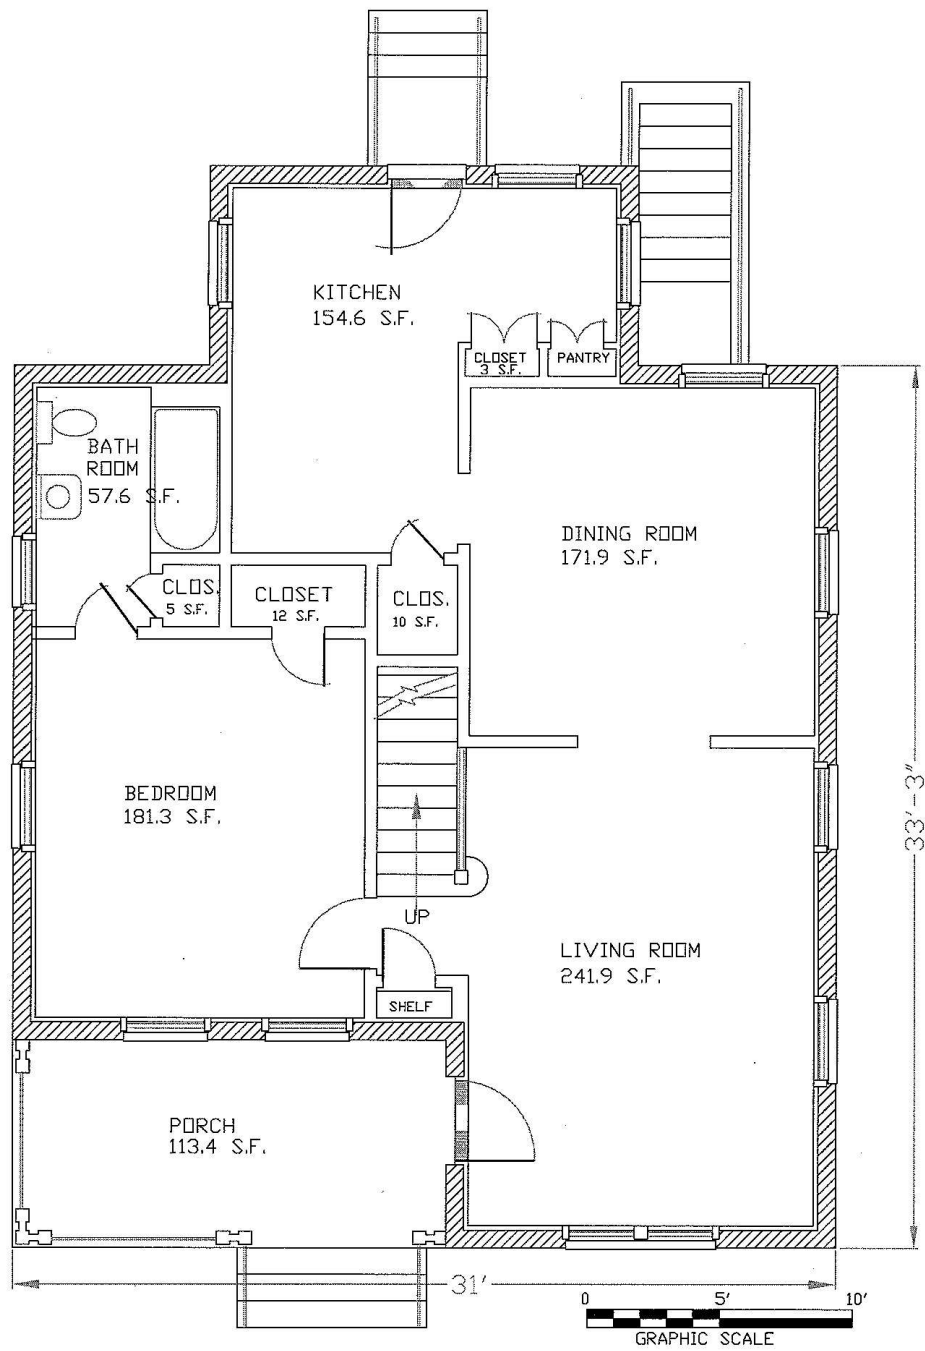 KITCHEN
154.6 S.F.
CLOSET
3 S.F.
PANTRY
BATH
ROOM
57.6 S.F.
DINING ROOM
171.9 S.F.
CLOS.
5 S.F.
CLOSET
12 S.F.
CLOS.
10 S.F.
BEDROOM
181.3 S.F.
33'-3"
UP
LIVING ROOM
241.9 S.F.
SHELF
PORCH
113.4 S.F.
31'
0 5' 10'
GRAPHIC SCALE